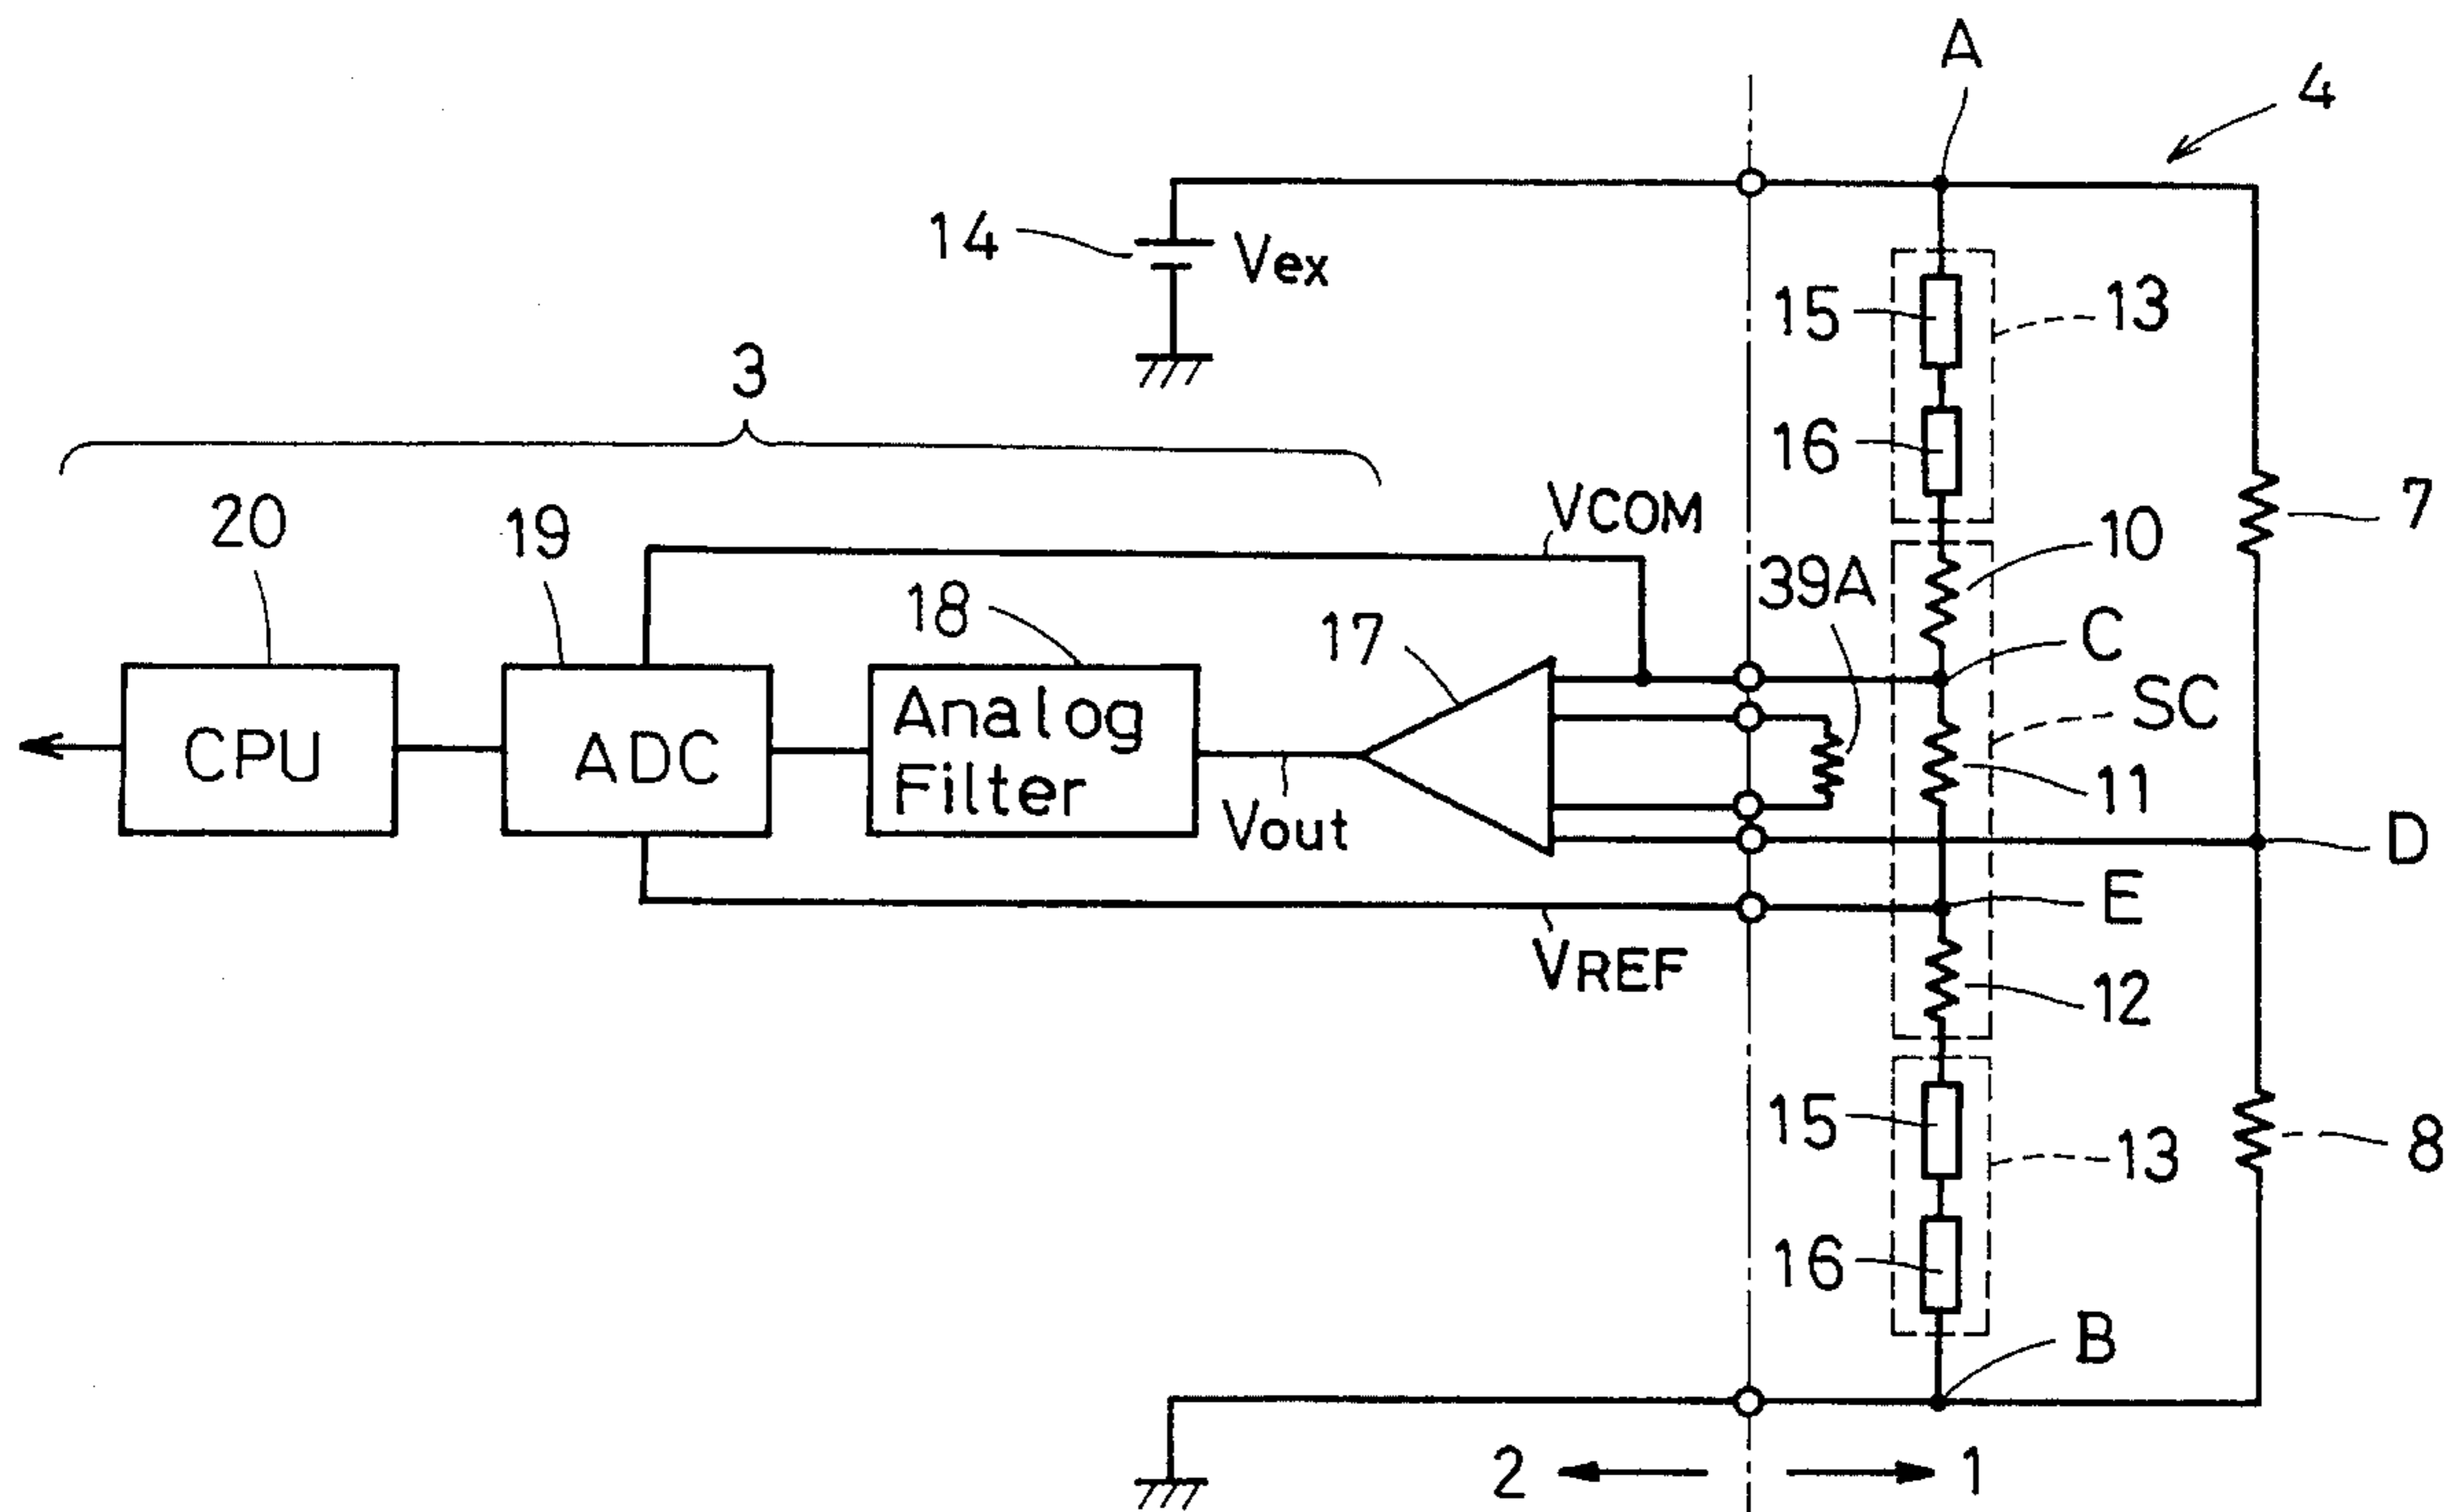 A
4
14
Vex
15
13
3
16
7
VCOM
20
19
10
39A
18
17
C
Analog
Filter
SC
CPU
ADC
11
Vout
D
E
VREF
12
15
8
13
16
B
2
1